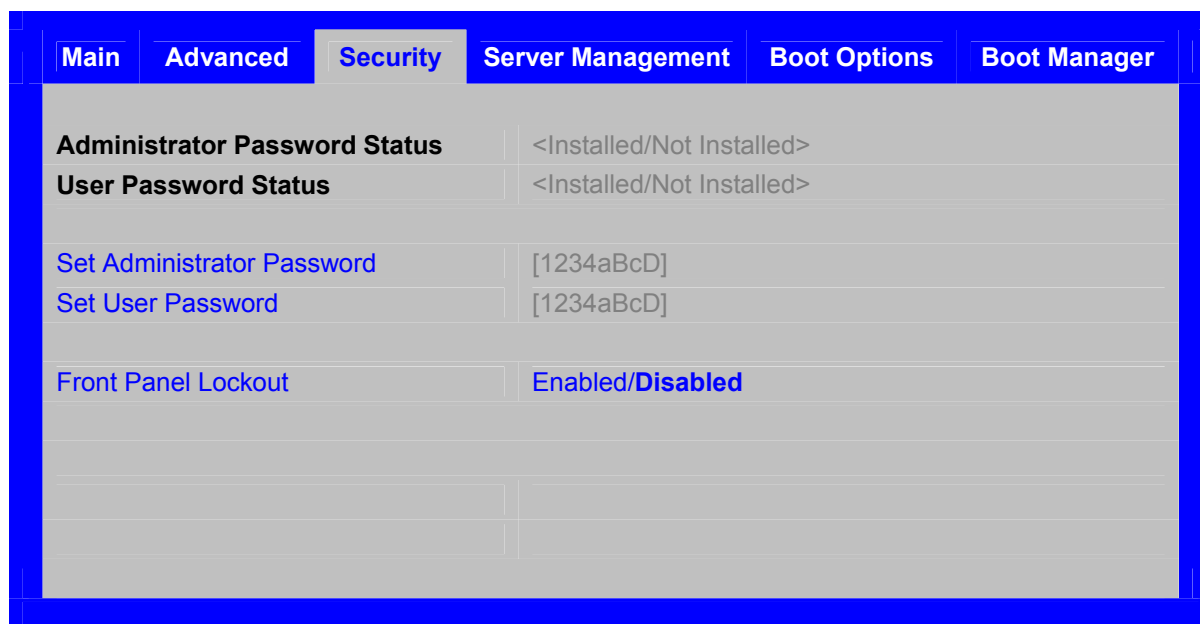 Main Advanced Security Server Management Boot Options Boot Manager
Administrator Password Status <Installed/Not Installed>
User Password Status <Installed/Not Installed>
Set Administrator Password [1234aBcD]
Set User Password [1234aBcD]
Front Panel Lockout Enabled/Disabled